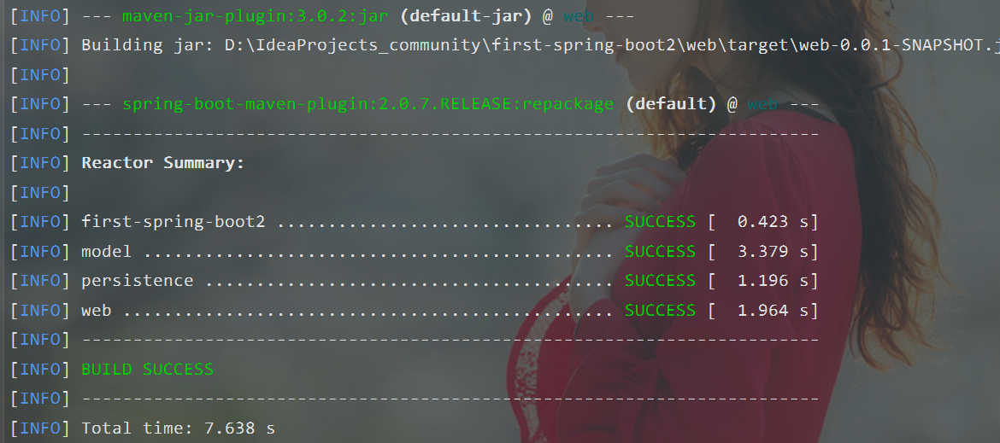 [INFO] --- maven-jar-plugin:3.0.2:jar (default-jar) @ web ---
[INFO] Building jar: D:\IdeaProjects_community\first-spring-boot2\web\target\web-0.0.1-SNAPSHOT.j
[INFO]
[INFO] --- spring-boot-maven-plugin:2.0.7.RELEASE:repackage (default) @ web ---
[INFO] ------------------------------------------------------------------------
[INFO] Reactor Summary:
[INFO]
[INFO] first-spring-boot2 ................................. SUCCESS [  0.423 s]
[INFO] model .............................................. SUCCESS [  3.379 s]
[INFO] persistence ........................................ SUCCESS [  1.196 s]
[INFO] web ................................................ SUCCESS [  1.964 s]
[INFO] ------------------------------------------------------------------------
[INFO] BUILD SUCCESS
[INFO] ------------------------------------------------------------------------
[INFO] Total time: 7.638 s